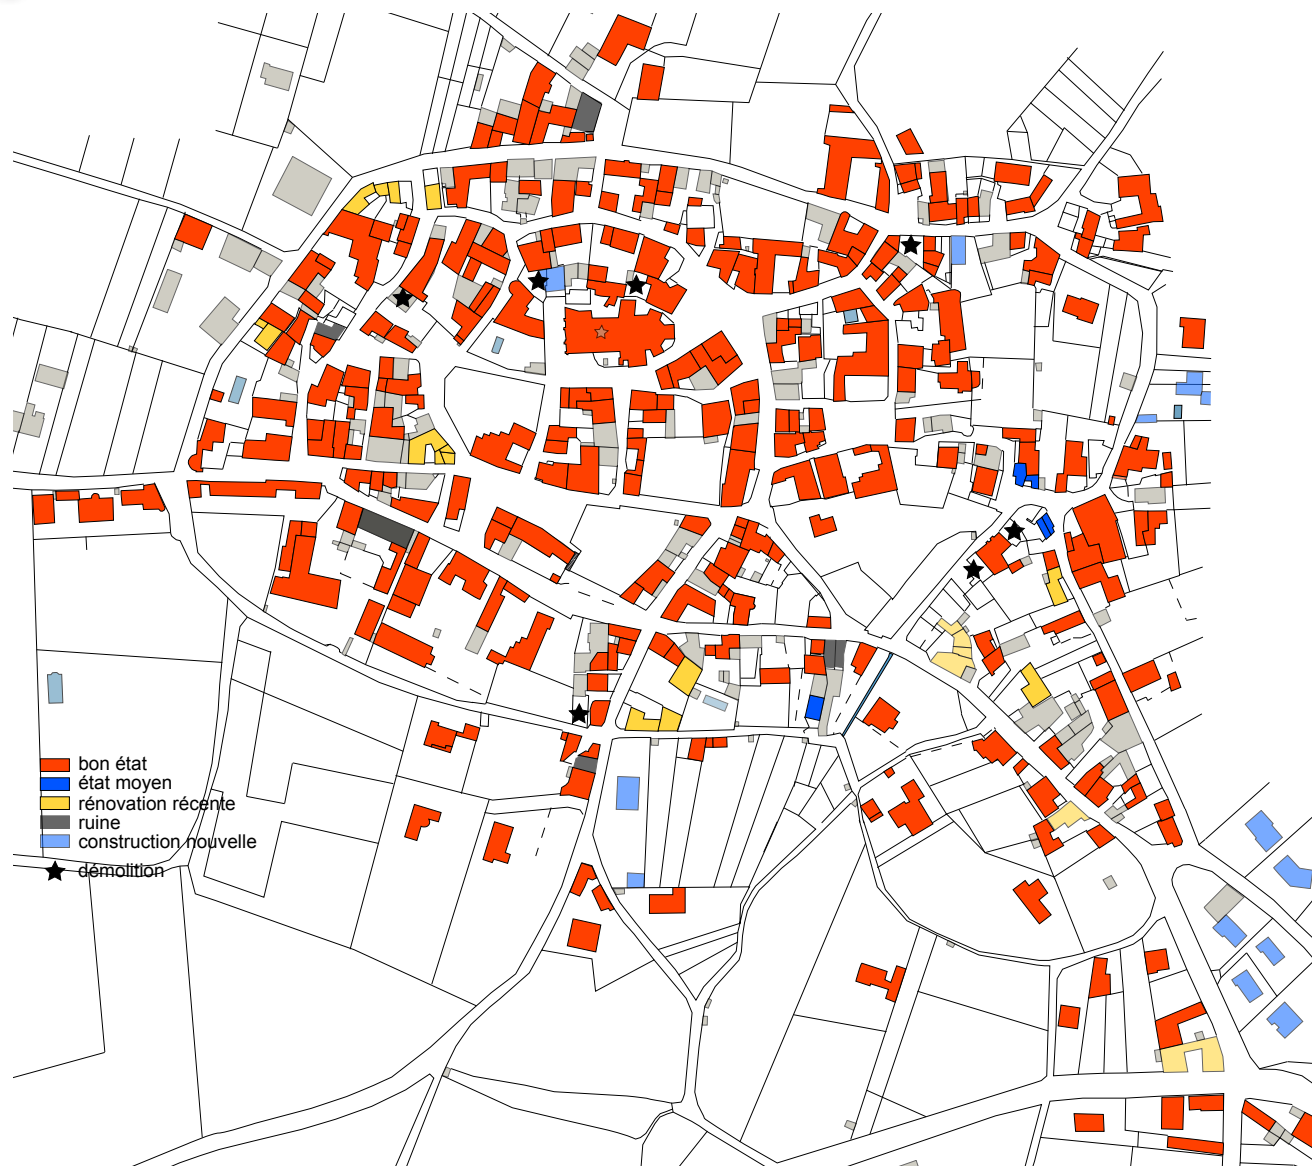 bon état
état moyen
rénovation récente
ruine
construction nouvelle
démolition